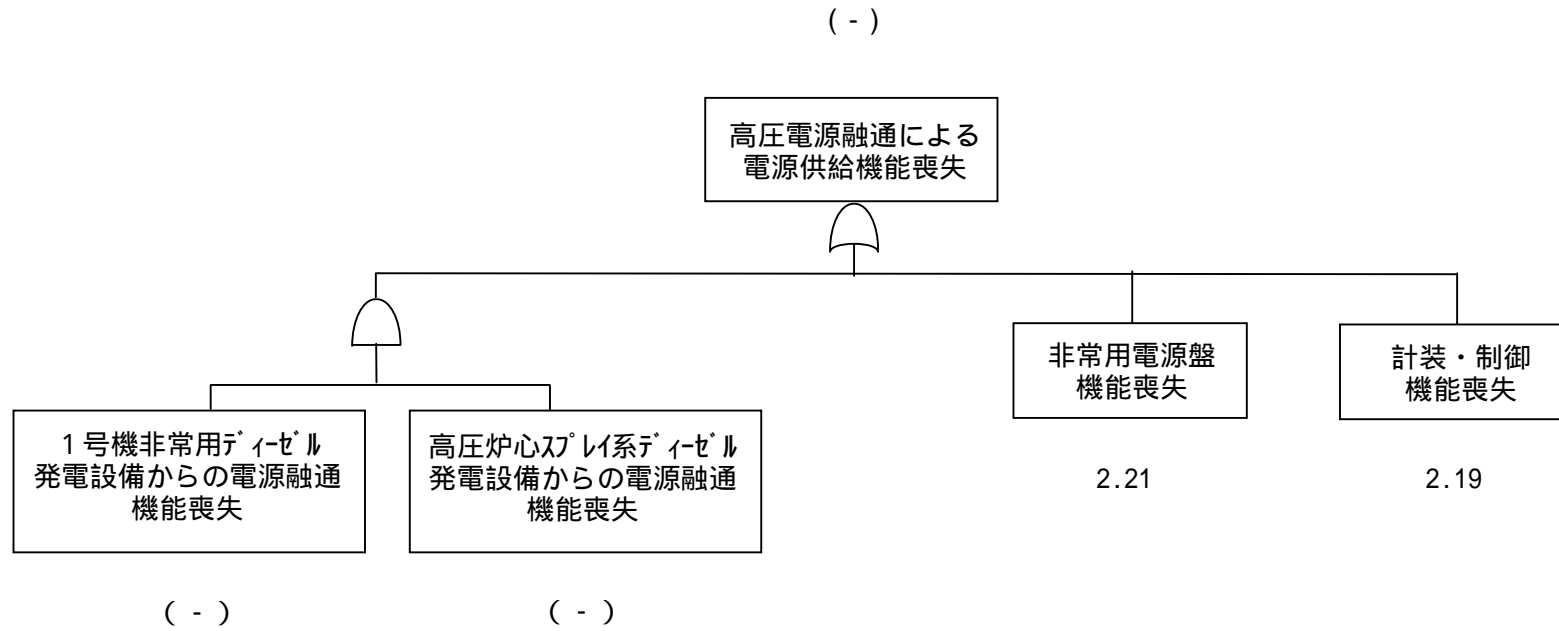 ( - )
高圧電源融通による
電源供給機能喪失
非常用電源盤
機能喪失
計装・制御
機能喪失
1号機非常用ﾃﾞｨｰｾﾞﾙ
発電設備からの電源融通
機能喪失
高圧炉心ｽﾌﾟﾚｲ系ﾃﾞｨｰｾﾞﾙ
発電設備からの電源融通
機能喪失
2.21
2.19
( - )
( - )